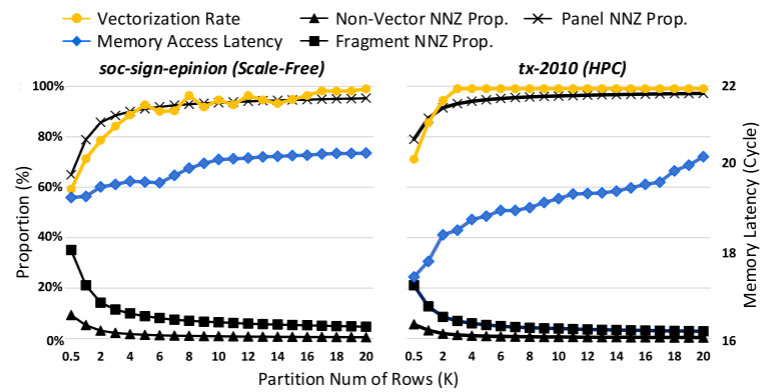 Vectorization Rate
Non-Vector NNZ Prop.
Panel NNZ Prop.
Memory Access Latency
Fragment NNZ Prop.
soc-sign-epinion (Scale-Free)
tx-2010 (HPC)
100%
80%
60%
40%
20%
0%
Proportion (%)
22
20
18
16
Memory Latency (Cycle)
0.5 2 4 6 8 10 12 14 16 18 20
0.5 2 4 6 8 10 12 14 16 18 20
Partition Num of Rows (K)